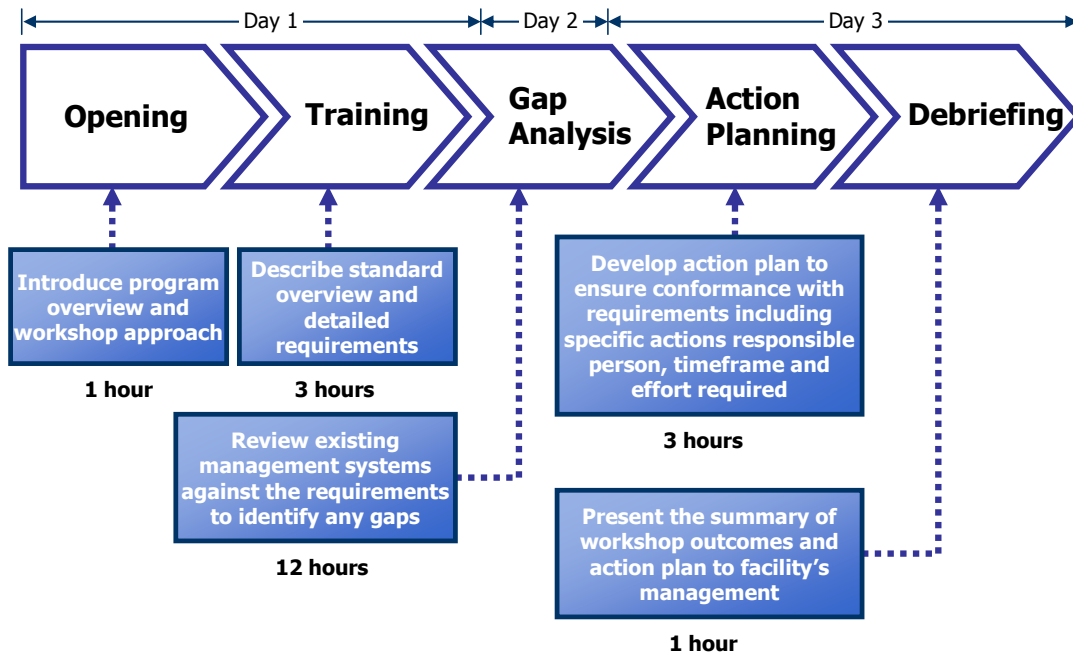 Day 1
Day 2
Day 3
Opening
Training
Gap
Analysis
Action
Planning
Debriefing
Introduce program
overview and
workshop approach
1 hour
Describe standard
overview and
detailed
requirements
3 hours
Review existing
management systems
against the requirements
to identify any gaps
12 hours
Develop action plan to
ensure conformance with
requirements including
specific actions responsible
person, timeframe and
effort required
3 hours
Present the summary of
workshop outcomes and
action plan to facility’s
management
1 hour